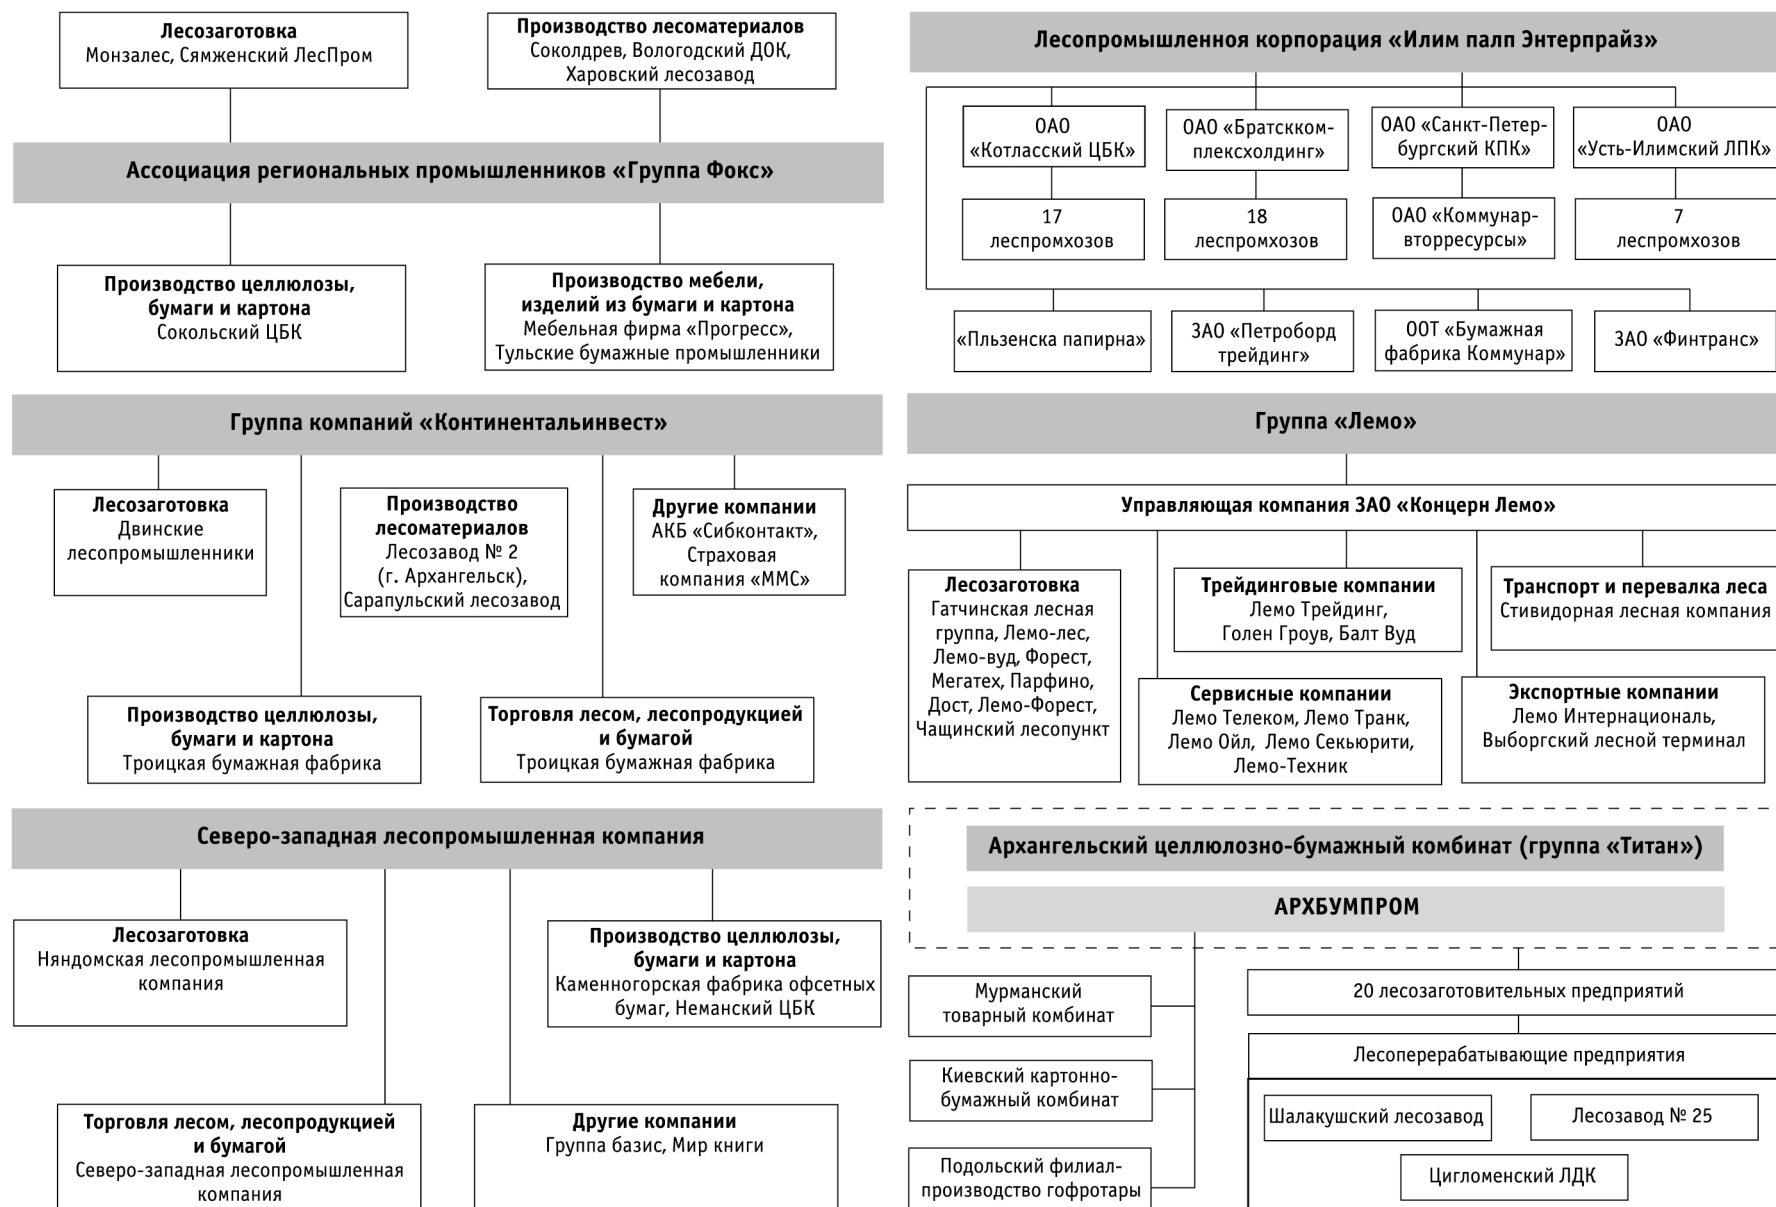 Лесозаготовка
Монзалес, Сямженский ЛесПром
Производство лесоматериалов
Соколдрев, Вологодский ДОК,
Харовский лесозавод
Ассоциация региональных промышленников «Группа Фокс»
Производство целлюлозы,
бумаги и картона
Сокольский ЦБК
Производство мебели,
изделий из бумаги и картона
Мебельная фирма «Прогресс»,
Тульские бумажные промышленники
Группа компаний «Континентальинвест»
Лесозаготовка
Двинские
лесопромышленники
Производство
лесоматериалов
Лесозавод № 2
(г. Архангельск),
Сарапульский лесозавод
Другие компании
АКБ «Сибконтакт»,
Страховая
компания «ММС»
Производство целлюлозы,
бумаги и картона
Троицкая бумажная фабрика
Торговля лесом, лесопродукцией
и бумагой
Троицкая бумажная фабрика
Северо-западная лесопромышленная компания
Лесозаготовка
Няндомская лесопромышленная
компания
Производство целлюлозы,
бумаги и картона
Каменногорская фабрика офсетных
бумаг, Неманский ЦБК
Торговля лесом, лесопродукцией
и бумагой
Северо-западная лесопромышленная
компания
Другие компании
Группа базис, Мир книги
Лесопромышленноя корпорация «Илим палп Энтерпрайз»
ОАО
«Котласский ЦБК»
ОАО «Братскком-
плексхолдинг»
ОАО «Санкт-Петер-
бургский КПК»
ОАО
«Усть-Илимский ЛПК»
17
леспромхозов
18
леспромхозов
ОАО «Коммунар-
вторресурсы»
7
леспромхозов
«Пльзенска папирна»
ЗАО «Петроборд
трейдинг»
ООТ «Бумажная
фабрика Коммунар»
ЗАО «Финтранс»
Группа «Лемо»
Управляющая компания ЗАО «Концерн Лемо»
Лесозаготовка
Гатчинская лесная
группа, Лемо-лес,
Лемо-вуд, Форест,
Мегатех, Парфино,
Дост, Лемо-Форест,
Чащинский лесопункт
Трейдинговые компании
Лемо Трейдинг,
Голен Гроув, Балт Вуд
Транспорт и перевалка леса
Стивидорная лесная компания
Сервисные компании
Лемо Телеком, Лемо Транк,
Лемо Ойл, Лемо Секьюрити,
Лемо-Техник
Экспортные компании
Лемо Интернациональ,
Выборгский лесной терминал
Архангельский целлюлозно-бумажный комбинат (группа «Титан»)
АРХБУМПРОМ
Мурманский
товарный комбинат
Киевский картонно-
бумажный комбинат
Подольский филиал-
производство гофротары
20 лесозаготовительных предприятий
Лесоперерабатывающие предприятия
Шалакушский лесозавод
Лесозавод № 25
Цигломенский ЛДК